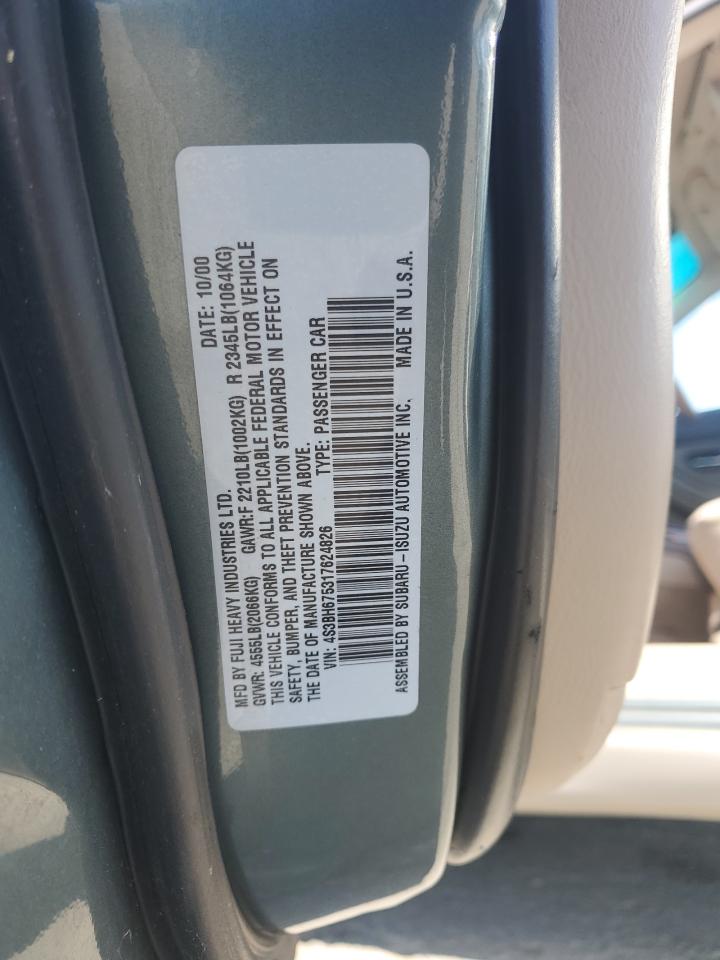 MFD BY FUJI HEAVY INDUSTRIES LTD. DATE: 10/00
GVWR: 4555LB(2066KG) GAWR:F 2210LB(1002KG) R 2345LB(1064KG)
THIS VEHICLE CONFORMS TO ALL APPLICABLE FEDERAL MOTOR VEHICLE
SAFETY, BUMPER, AND THEFT PREVENTION STANDARDS IN EFFECT ON
THE DATE OF MANUFACTURE SHOWN ABOVE.
VIN: 4S3BH675317624826 TYPE: PASSENGER CAR
ASSEMBLED BY SUBARU-ISUZU AUTOMOTIVE INC. MADE IN U.S.A.